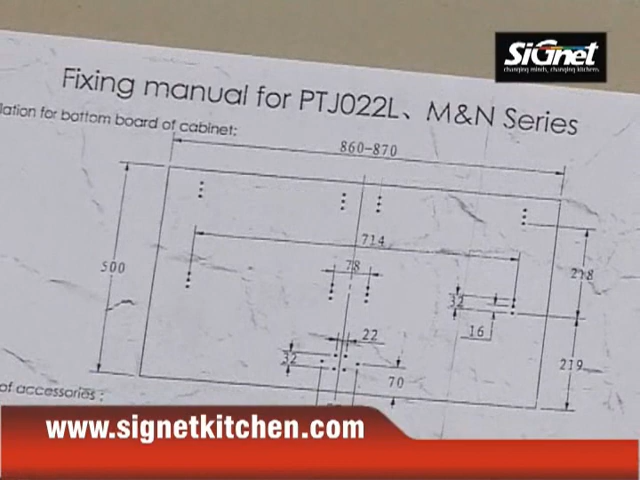 SiGnet
changing minds, changing kitchens.
Fixing manual for PTJ022L、M&N Series
lation for bottom board of cabinet:
860-870
714
500
78
218
32
16
22
32
219
70
of accessories :
www.signetkitchen.com